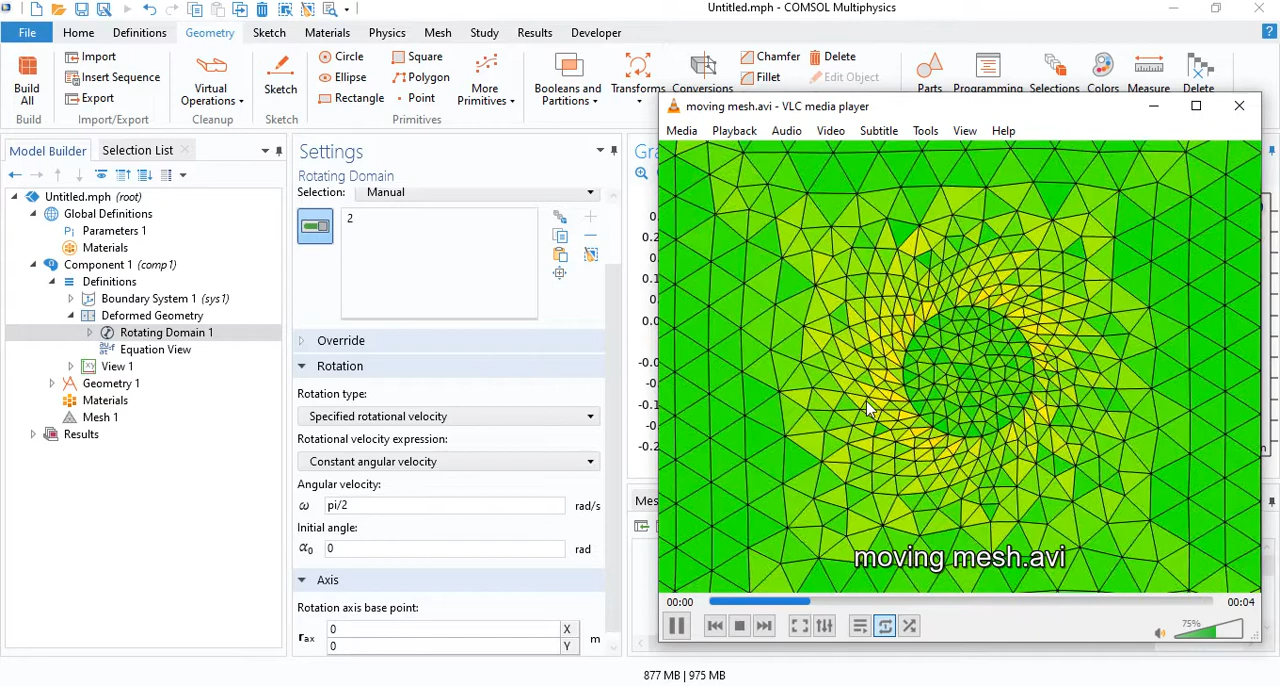 Untitled.mph - COMSOL Multiphysics
File Home Definitions Geometry Sketch Materials Physics Mesh Study Results Developer
Build All
Build
Import
Insert Sequence
Export
Import/Export
Virtual Operations
Cleanup
Sketch
Sketch
Circle
Ellipse
Rectangle
Square
Polygon
Point
More Primitives
Primitives
Booleans and Partitions
Transforms
Conversions
Chamfer
Fillet
Delete
Edit Object
Parts
Programming
Selections
Colors
Measure
Delete
Model Builder
Selection List
Untitled.mph (root)
Global Definitions
Parameters 1
Materials
Component 1 (comp1)
Definitions
Boundary System 1 (sys1)
Deformed Geometry
Rotating Domain 1
Equation View
View 1
Geometry 1
Materials
Mesh 1
Results
Settings
Rotating Domain
Selection: Manual
2
Override
Rotation
Rotation type:
Specified rotational velocity
Rotational velocity expression:
Constant angular velocity
Angular velocity:
ω pi/2 rad/s
Initial angle:
α0 0 rad
Axis
Rotation axis base point:
rax
0 X
0 Y
m
moving mesh.avi - VLC media player
Media Playback Audio Video Subtitle Tools View Help
moving mesh.avi
00:00
00:04
75%
877 MB | 975 MB